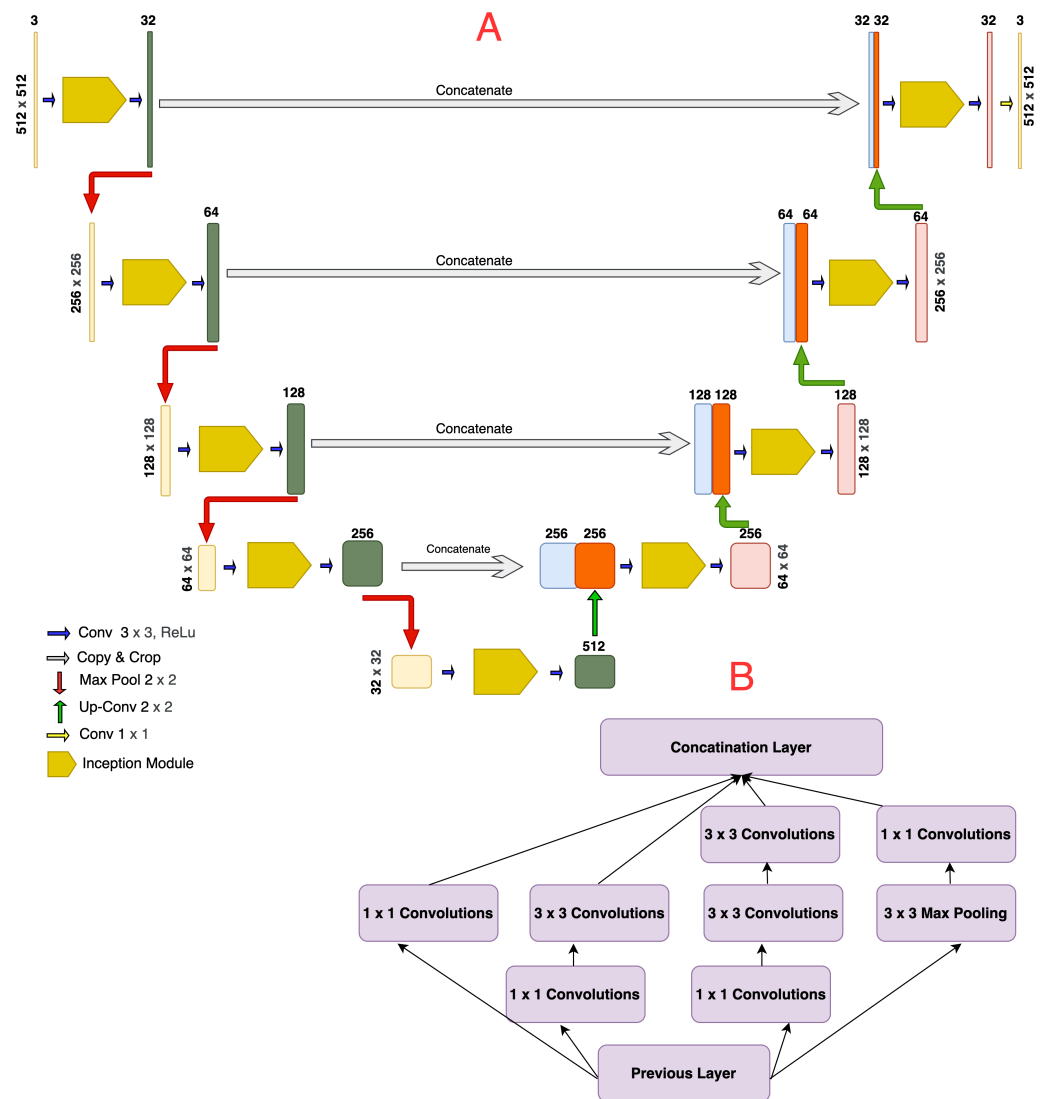 A
3
32
32 32
32
3
512 x 512
Concatenate
512 x 512
64
64 64
64
256 x 256
Concatenate
256 x 256
128
128 128
128
128 x 128
Concatenate
128 x 128
256
256 256
256
64 x 64
Concatenate
64 x 64
512
32 x 32
Conv 3 x 3, ReLu
Copy & Crop
Max Pool 2 x 2
Up-Conv 2 x 2
Conv 1 x 1
Inception Module
B
Concatination Layer
3 x 3 Convolutions
1 x 1 Convolutions
1 x 1 Convolutions
3 x 3 Convolutions
3 x 3 Convolutions
3 x 3 Max Pooling
1 x 1 Convolutions
1 x 1 Convolutions
Previous Layer